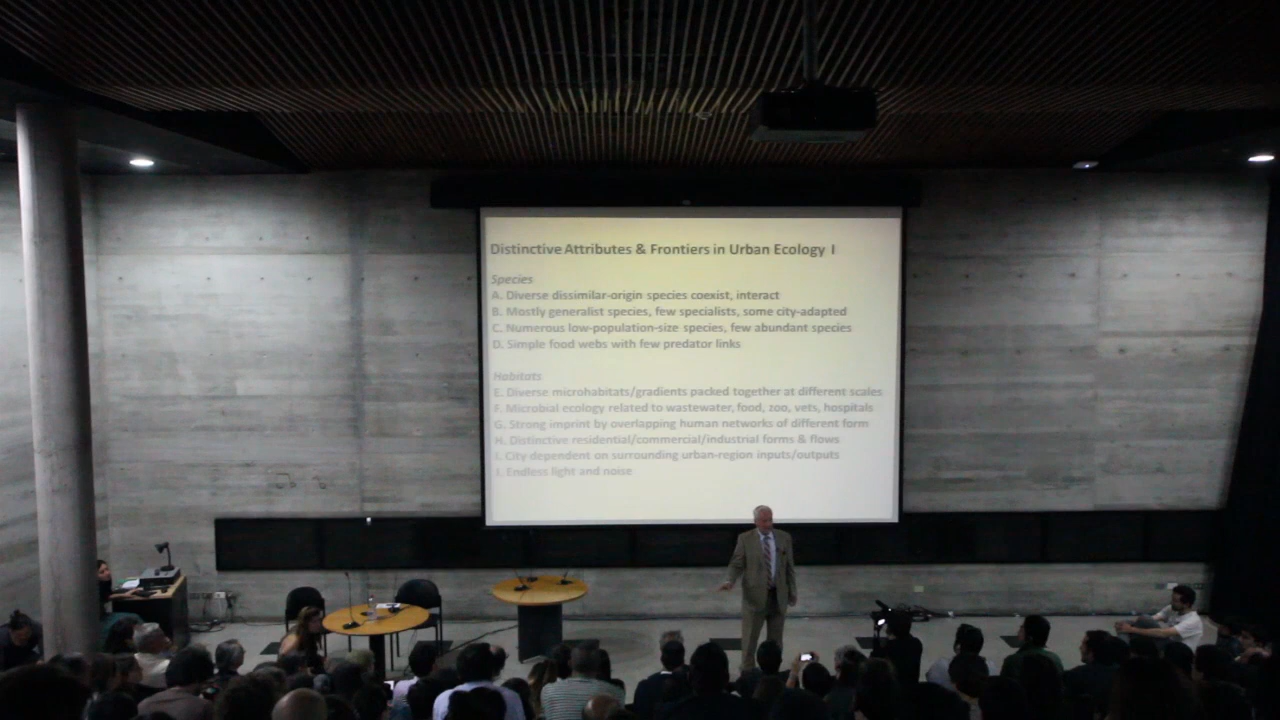 Distinctive Attributes & Frontiers in Urban Ecology I
Species
A. Diverse dissimilar-origin species coexist, interact
B. Mostly generalist species, few specialists, some city-adapted
C. Numerous low-population-size species, few abundant species
D. Simple food webs with few predator links
Habitats
E. Diverse microhabitats/gradients packed together at different scales
F. Microbial ecology related to wastewater, food, zoo, vets, hospitals
G. Strong imprint by overlapping human networks of different form
H. Distinctive residential/commercial/industrial forms & flows
I. City dependent on surrounding urban-region inputs/outputs
J. Endless light and noise